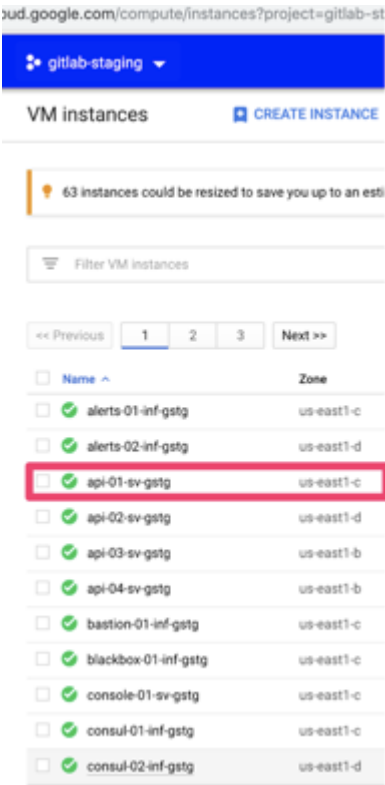 oud.google.com/compute/instances?project=gitlab-st
gitlab-staging
VM instances CREATE INSTANCE
63 instances could be resized to save you up to an esti
Filter VM instances
<< Previous 1 2 3 Next >>
Name Zone
alerts-01-inf-gstg us-east1-c
alerts-02-inf-gstg us-east1-d
api-01-sv-gstg us-east1-c
api-02-sv-gstg us-east1-d
api-03-sv-gstg us-east1-b
api-04-sv-gstg us-east1-b
bastion-01-inf-gstg us-east1-c
blackbox-01-inf-gstg us-east1-c
console-01-sv-gstg us-east1-c
consul-01-inf-gstg us-east1-c
consul-02-inf-gstg us-east1-d